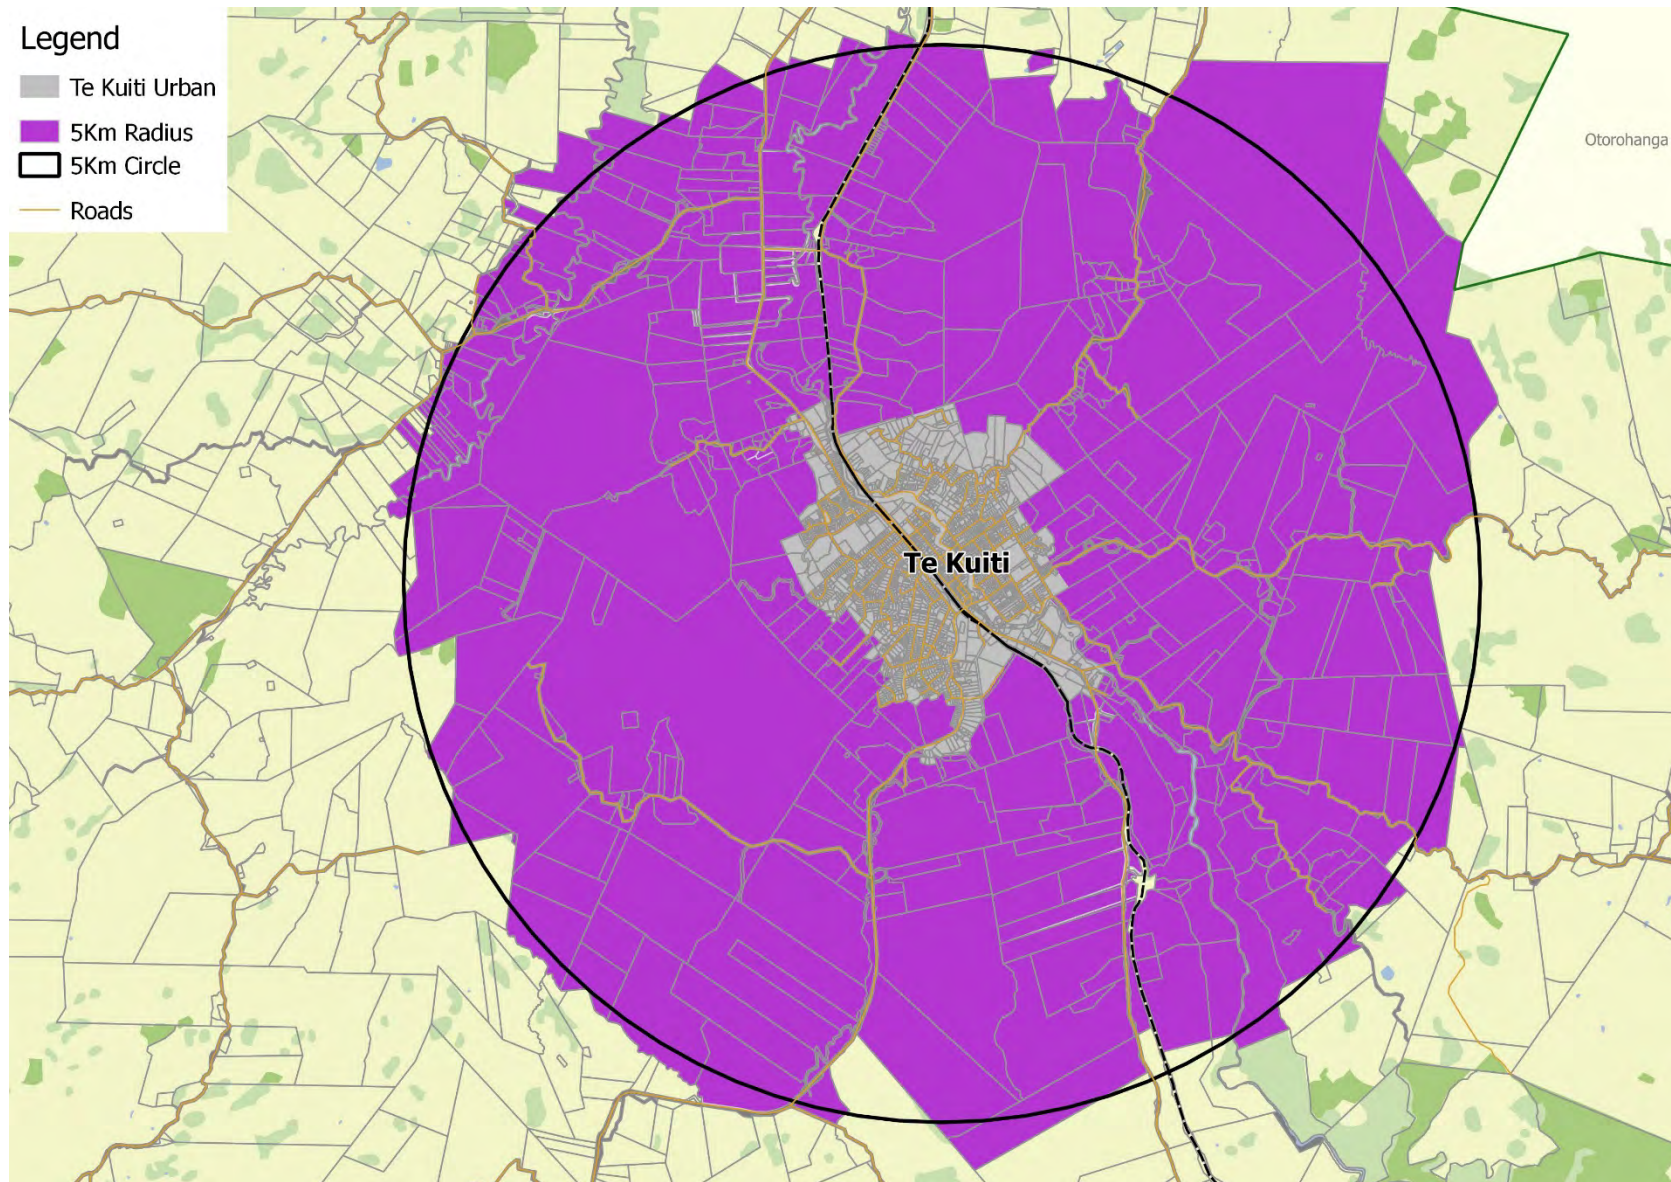 Legend
Te Kuiti Urban
5Km Radius
5Km Circle
Roads
Otorohanga
Te Kuiti